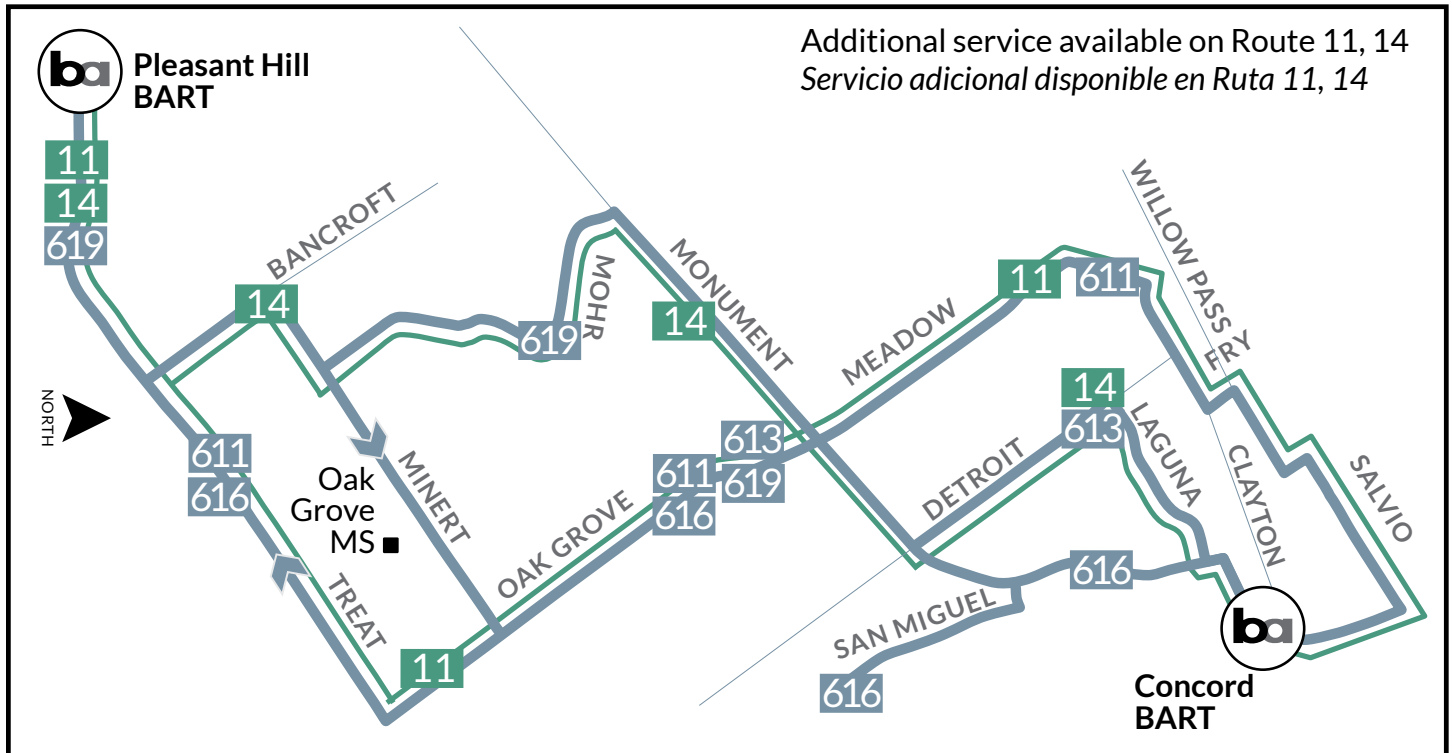 ba
Pleasant Hill
BART
Additional service available on Route 11, 14
Servicio adicional disponible en Ruta 11, 14
11
14
619
BANCROFT
14
MOHR
619
MONUMENT
14
MEADOW
11
611
WILLOW PASS
FRY
NORTH
611
616
Oak
Grove
MS
MINERT
TREAT
OAK GROVE
11
613
611
619
616
14
613
DETROIT
LAGUNA
CLAYTON
SALVIO
616
SAN MIGUEL
616
ba
Concord
BART